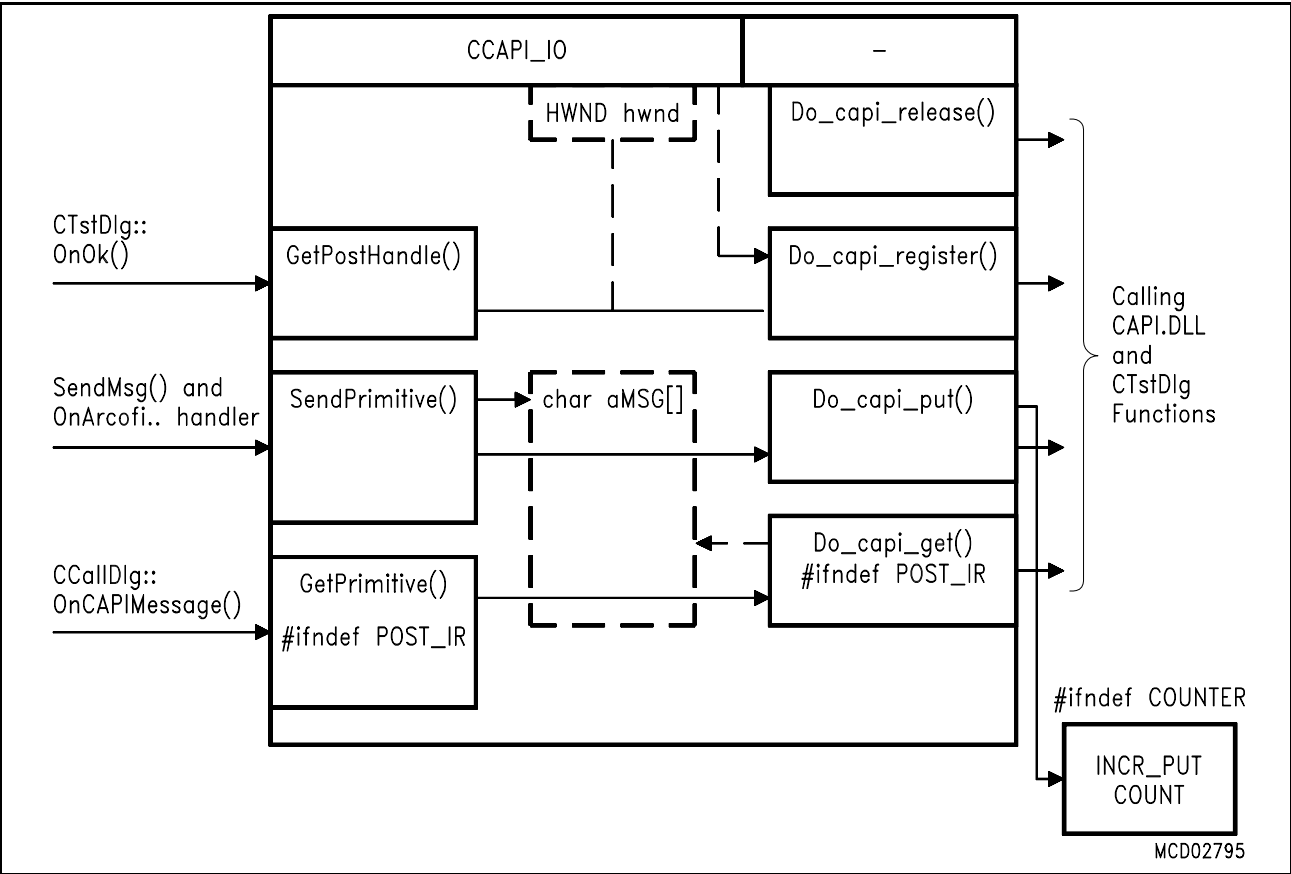 CCAPI_IO
–
HWND hwnd
Do_capi_release()
CTstDlg::
OnOk()
GetPostHandle()
Do_capi_register()
Calling
CAPI.DLL
and
CTstDlg
Functions
SendMsg() and
OnArcofi.. handler
SendPrimitive()
char aMSG[]
Do_capi_put()
CCallDlg::
OnCAPIMessage()
GetPrimitive()
#ifndef POST_IR
Do_capi_get()
#ifndef POST_IR
#ifndef COUNTER
INCR_PUT
COUNT
MCD02795